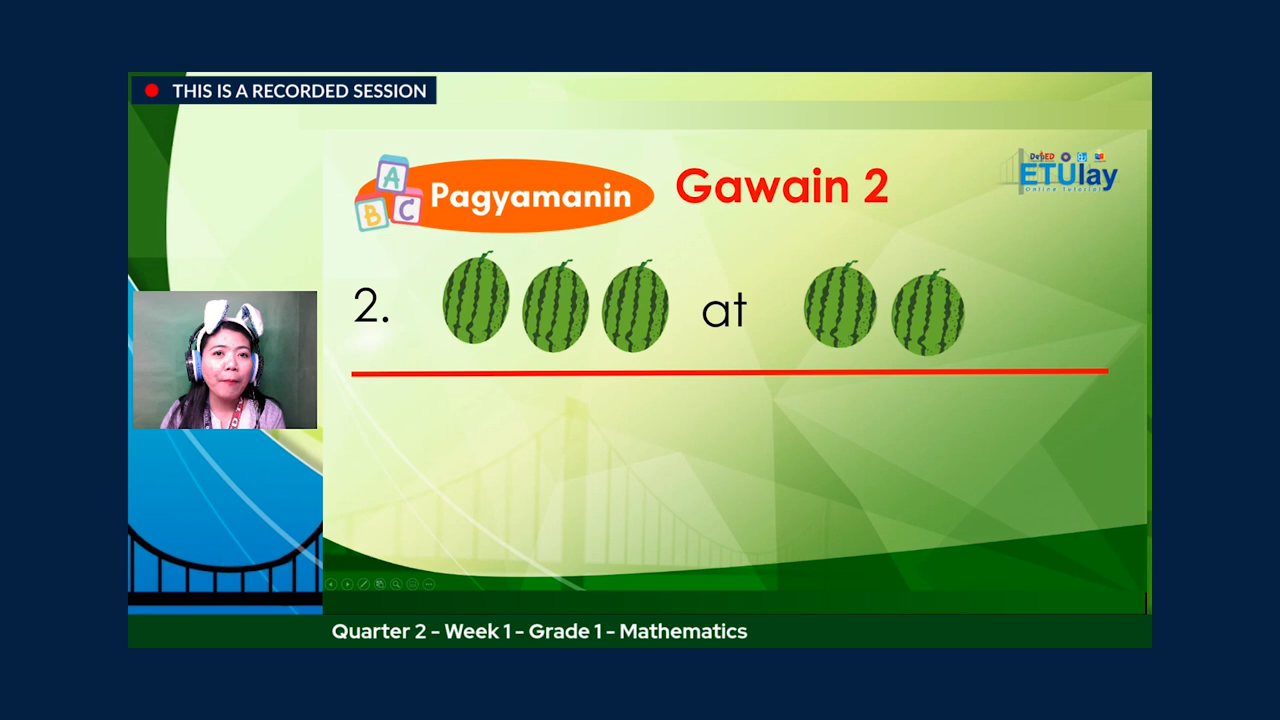 THIS IS A RECORDED SESSION
A
B
C
Pagyamanin
Gawain 2
DepED
ETUlay
Online Tutorial
2.
at
Quarter 2 - Week 1 - Grade 1 - Mathematics